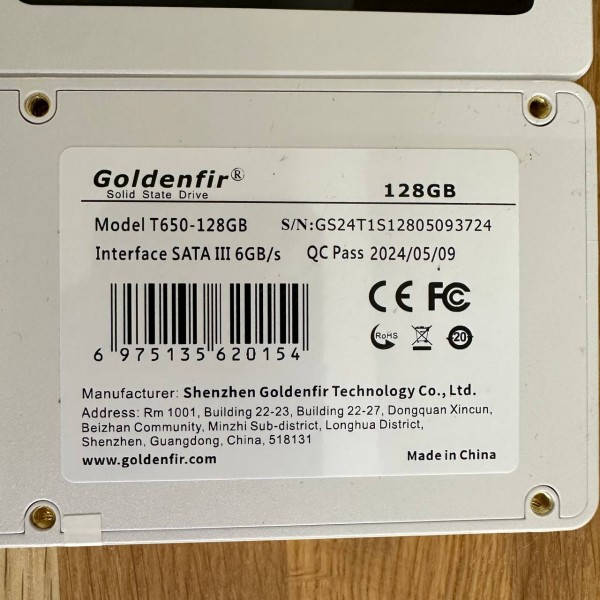 Goldenfir®
Solid State Drive
128GB
Model T650-128GB
S/N:GS24T1S12805093724
Interface SATA III 6GB/s
QC Pass 2024/05/09
CE FC
RoHS
20
6 975135 620154
Manufacturer: Shenzhen Goldenfir Technology Co., Ltd.
Address: Rm 1001, Building 22-23, Building 22-27, Dongquan Xincun,
Beizhan Community, Minzhi Sub-district, Longhua District,
Shenzhen, Guangdong, China, 518131
www.goldenfir.com
Made in China